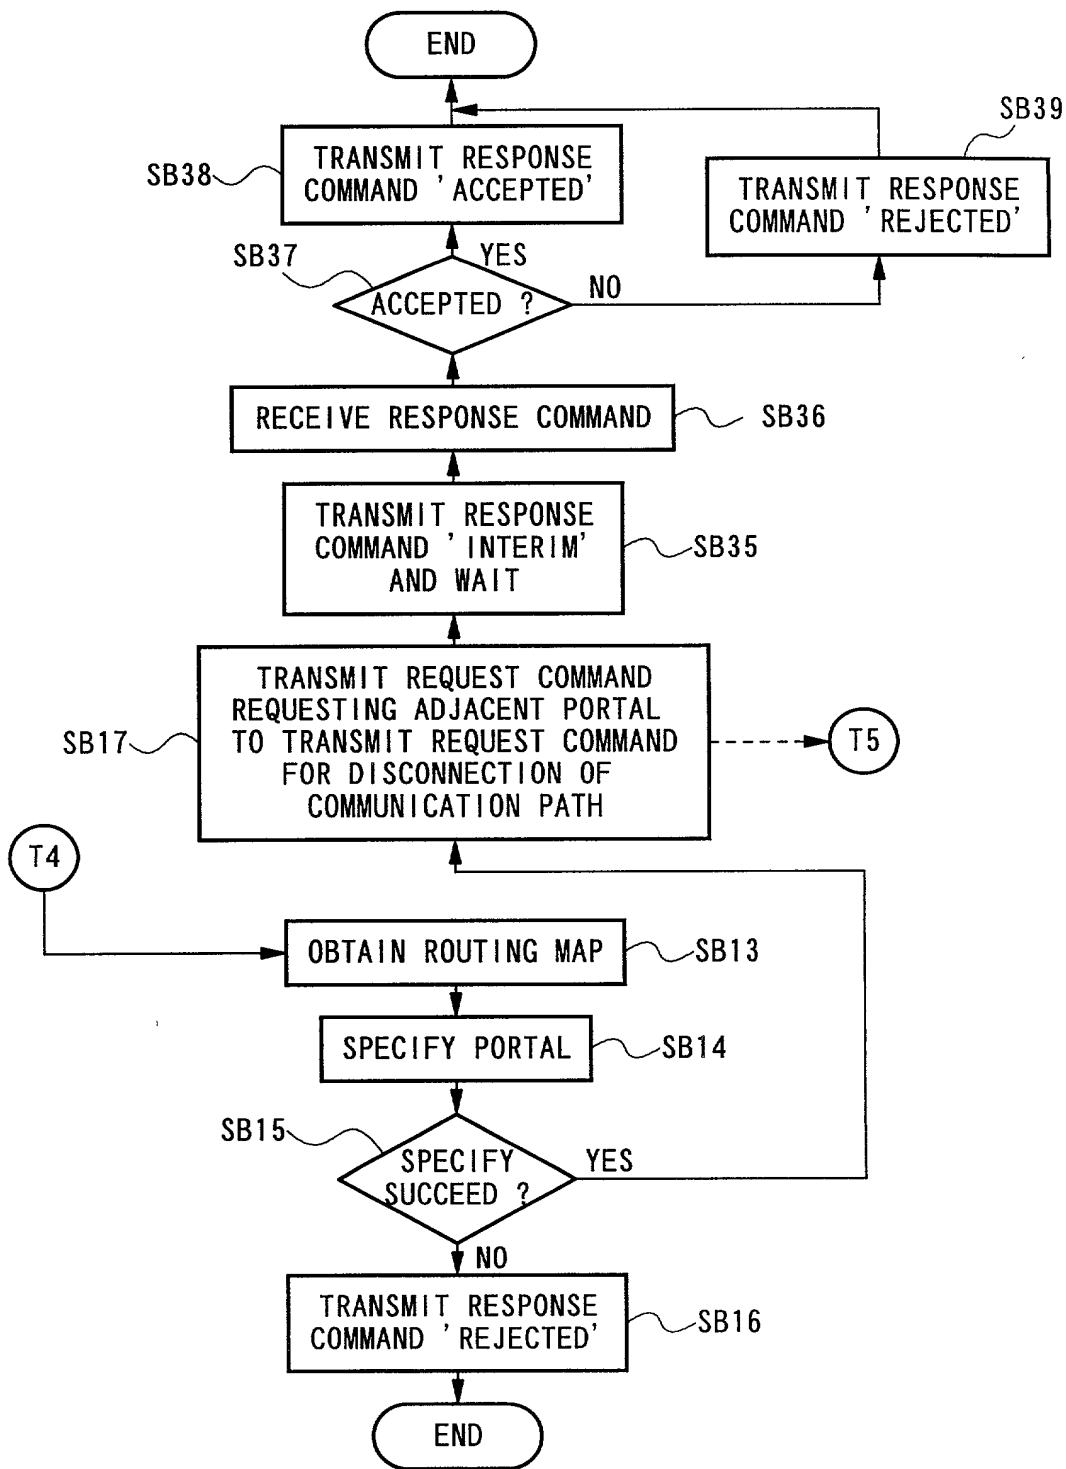 END
SB39
TRANSMIT RESPONSE
COMMAND 'ACCEPTED'
SB38
TRANSMIT RESPONSE
COMMAND 'REJECTED'
SB37
YES
ACCEPTED ?
NO
RECEIVE RESPONSE COMMAND
SB36
TRANSMIT RESPONSE
COMMAND 'INTERIM'
AND WAIT
SB35
TRANSMIT REQUEST COMMAND
REQUESTING ADJACENT PORTAL
TO TRANSMIT REQUEST COMMAND
FOR DISCONNECTION OF
COMMUNICATION PATH
SB17
T5
T4
OBTAIN ROUTING MAP
SB13
SPECIFY PORTAL
SB14
SB15
SPECIFY
SUCCEED ?
YES
NO
TRANSMIT RESPONSE
COMMAND 'REJECTED'
SB16
END